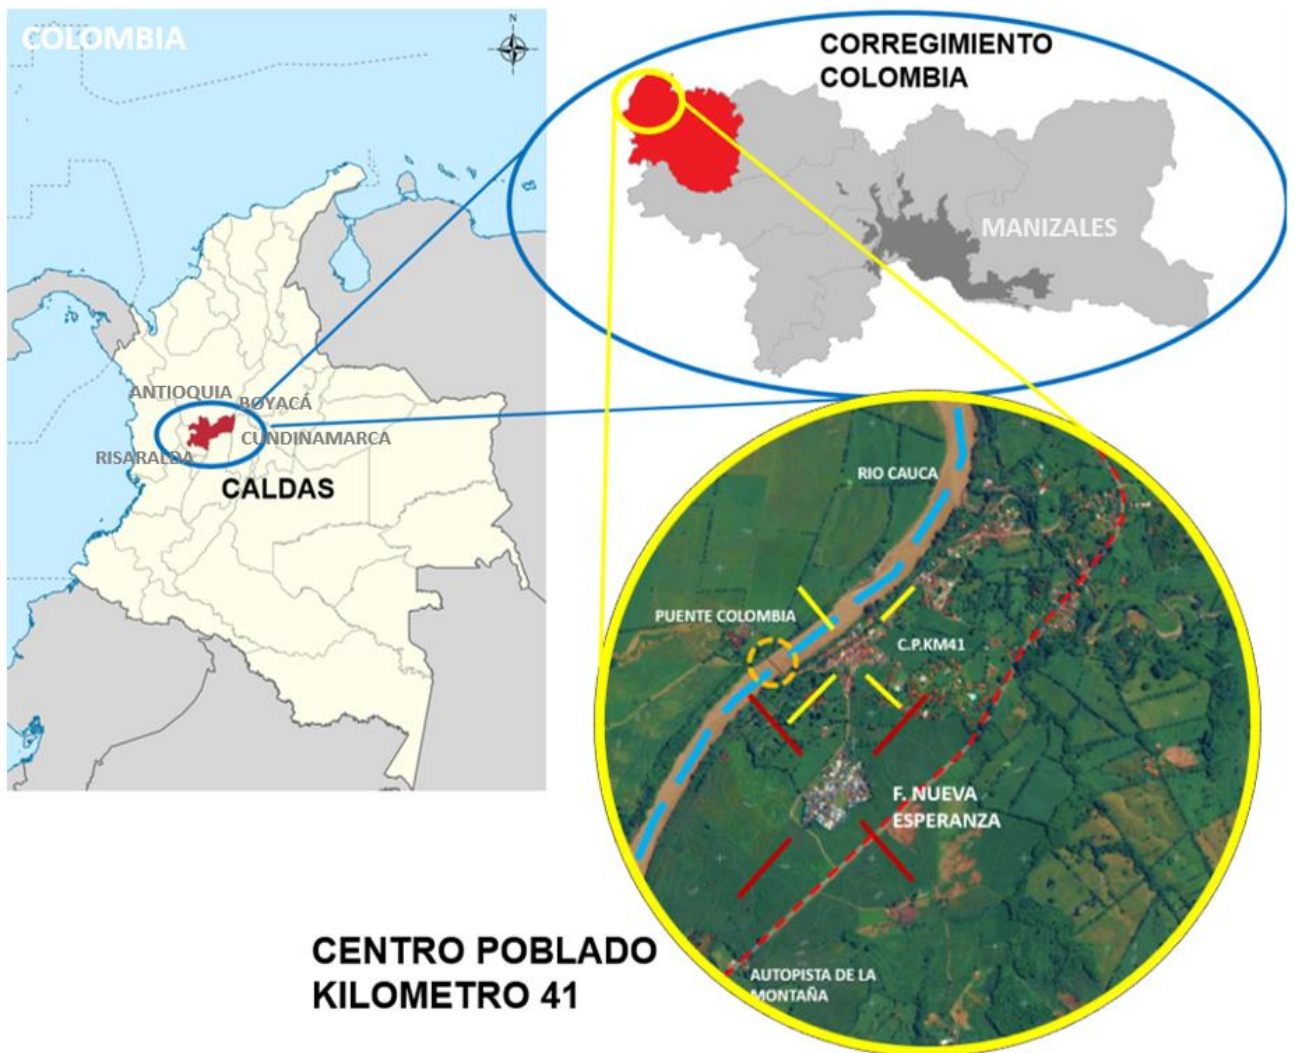 COLOMBIA
N
CORREGIMIENTO
COLOMBIA
MANIZALES
ANTIOQUIA
BOYACÁ
CUNDINAMARCA
RISARALDA
CALDAS
RIO CAUCA
PUENTE COLOMBIA
C.P.KM41
F. NUEVA
ESPERANZA
AUTOPISTA DE LA
MONTAÑA
CENTRO POBLADO
KILOMETRO 41